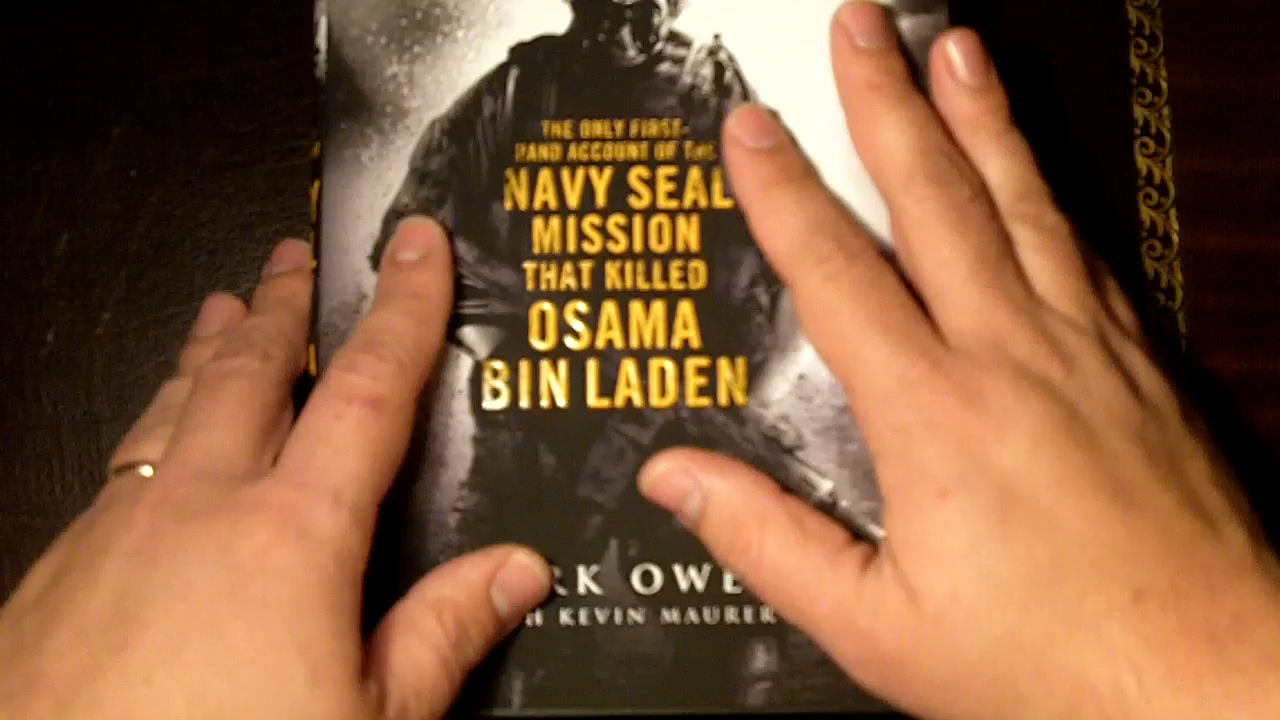 THE ONLY FIRST-
HAND ACCOUNT OF THE
NAVY SEAL
MISSION
THAT KILLED
OSAMA
BIN LADEN
RK OWE
H KEVIN MAURER